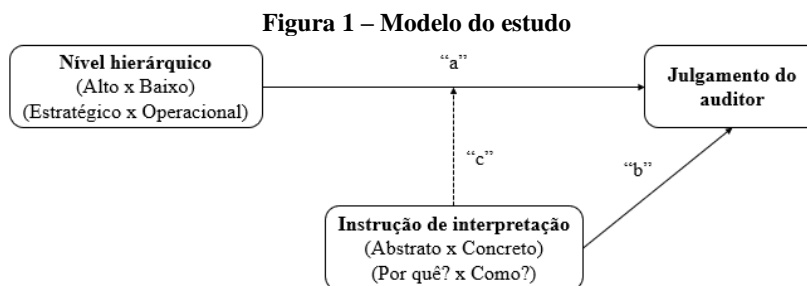 Figura 1 – Modelo do estudo
Nível hierárquico
(Alto x Baixo)
(Estratégico x Operacional)
“a”
Julgamento do
auditor
“c”
“b”
Instrução de interpretação
(Abstrato x Concreto)
(Por quê? x Como?)